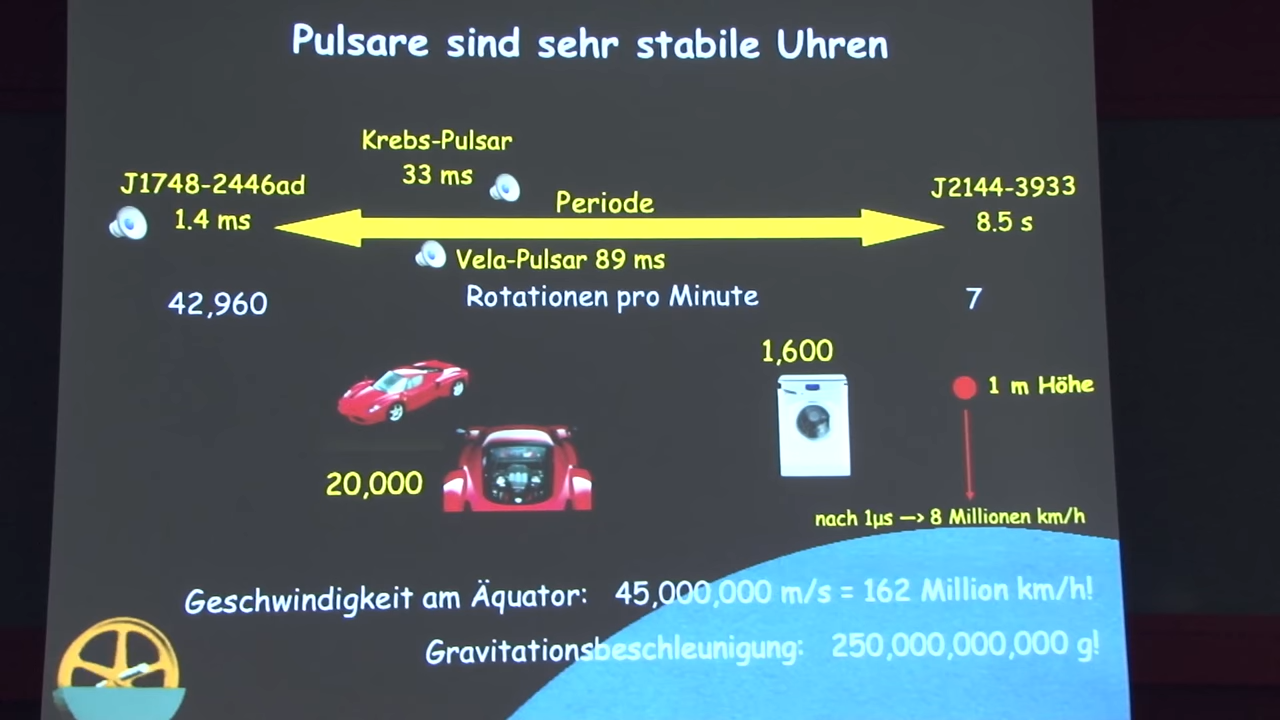 Pulsare sind sehr stabile Uhren
Krebs-Pulsar
33 ms
J1748-2446ad
1.4 ms
Periode
J2144-3933
8.5 s
Vela-Pulsar 89 ms
42,960
Rotationen pro Minute
7
1,600
1 m Höhe
20,000
nach 1µs —> 8 Millionen km/h
Geschwindigkeit am Äquator: 45,000,000 m/s = 162 Million km/h!
Gravitationsbeschleunigung: 250,000,000,000 g!